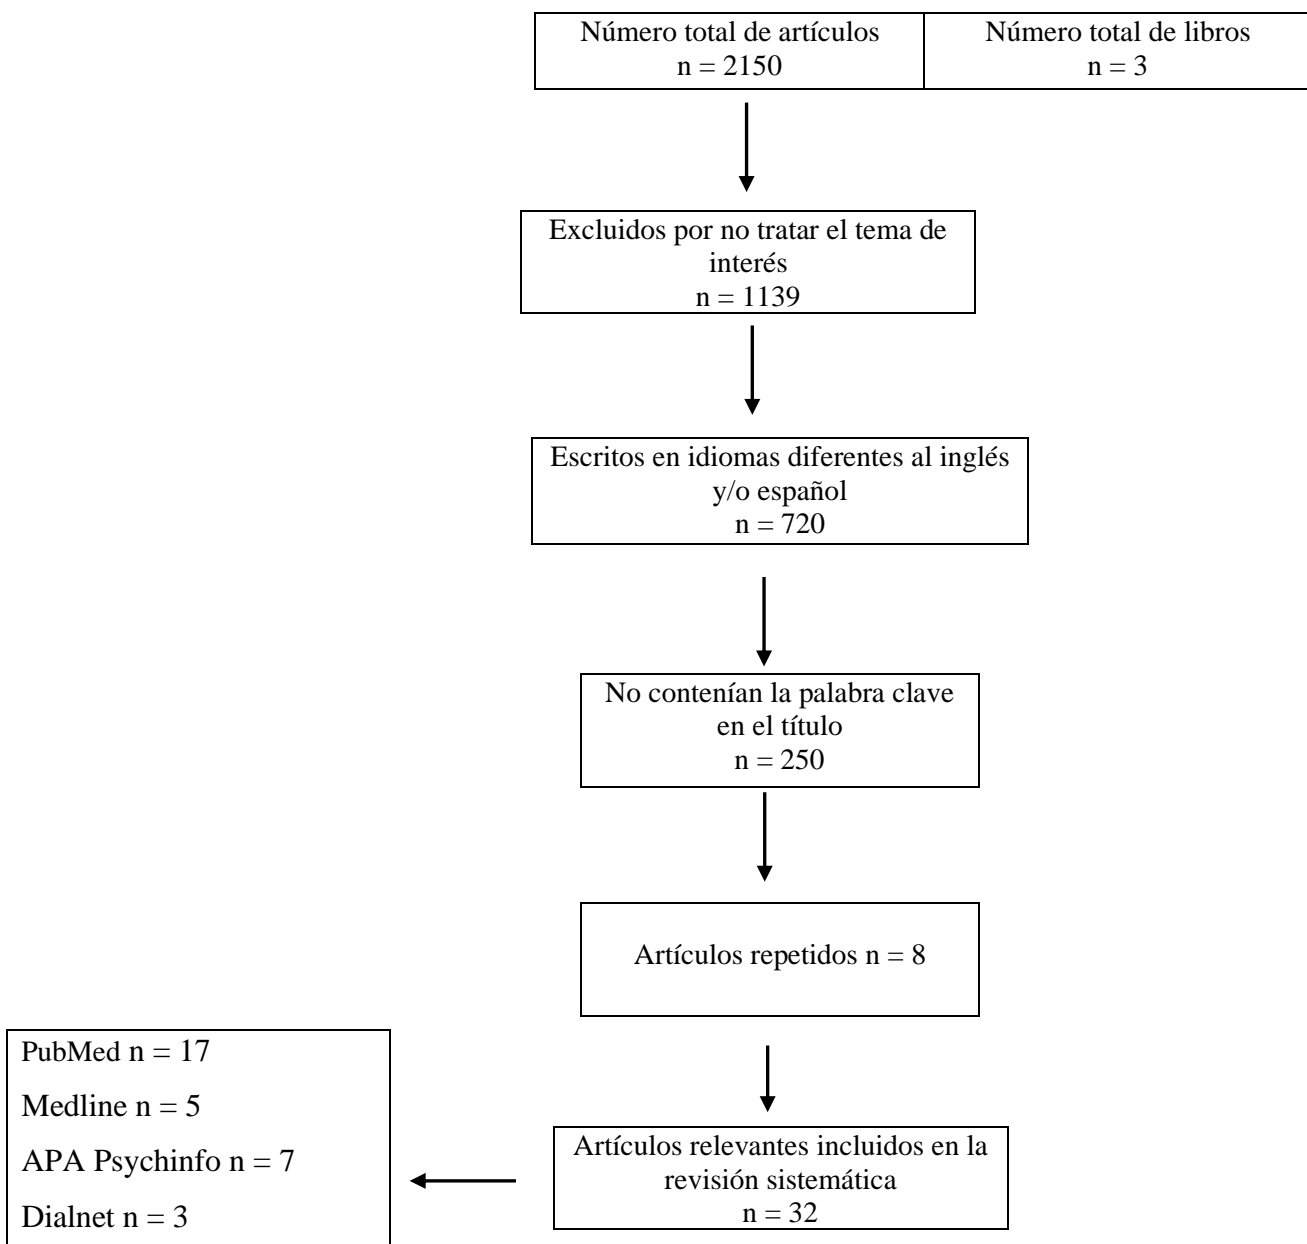 Número total de artículos
n = 2150
Número total de libros
n = 3
Excluidos por no tratar el tema de
interés
n = 1139
Escritos en idiomas diferentes al inglés
y/o español
n = 720
No contenían la palabra clave
en el título
n = 250
Artículos repetidos n = 8
Artículos relevantes incluidos en la
revisión sistemática
n = 32
PubMed n = 17
Medline n = 5
APA Psychinfo n = 7
Dialnet n = 3